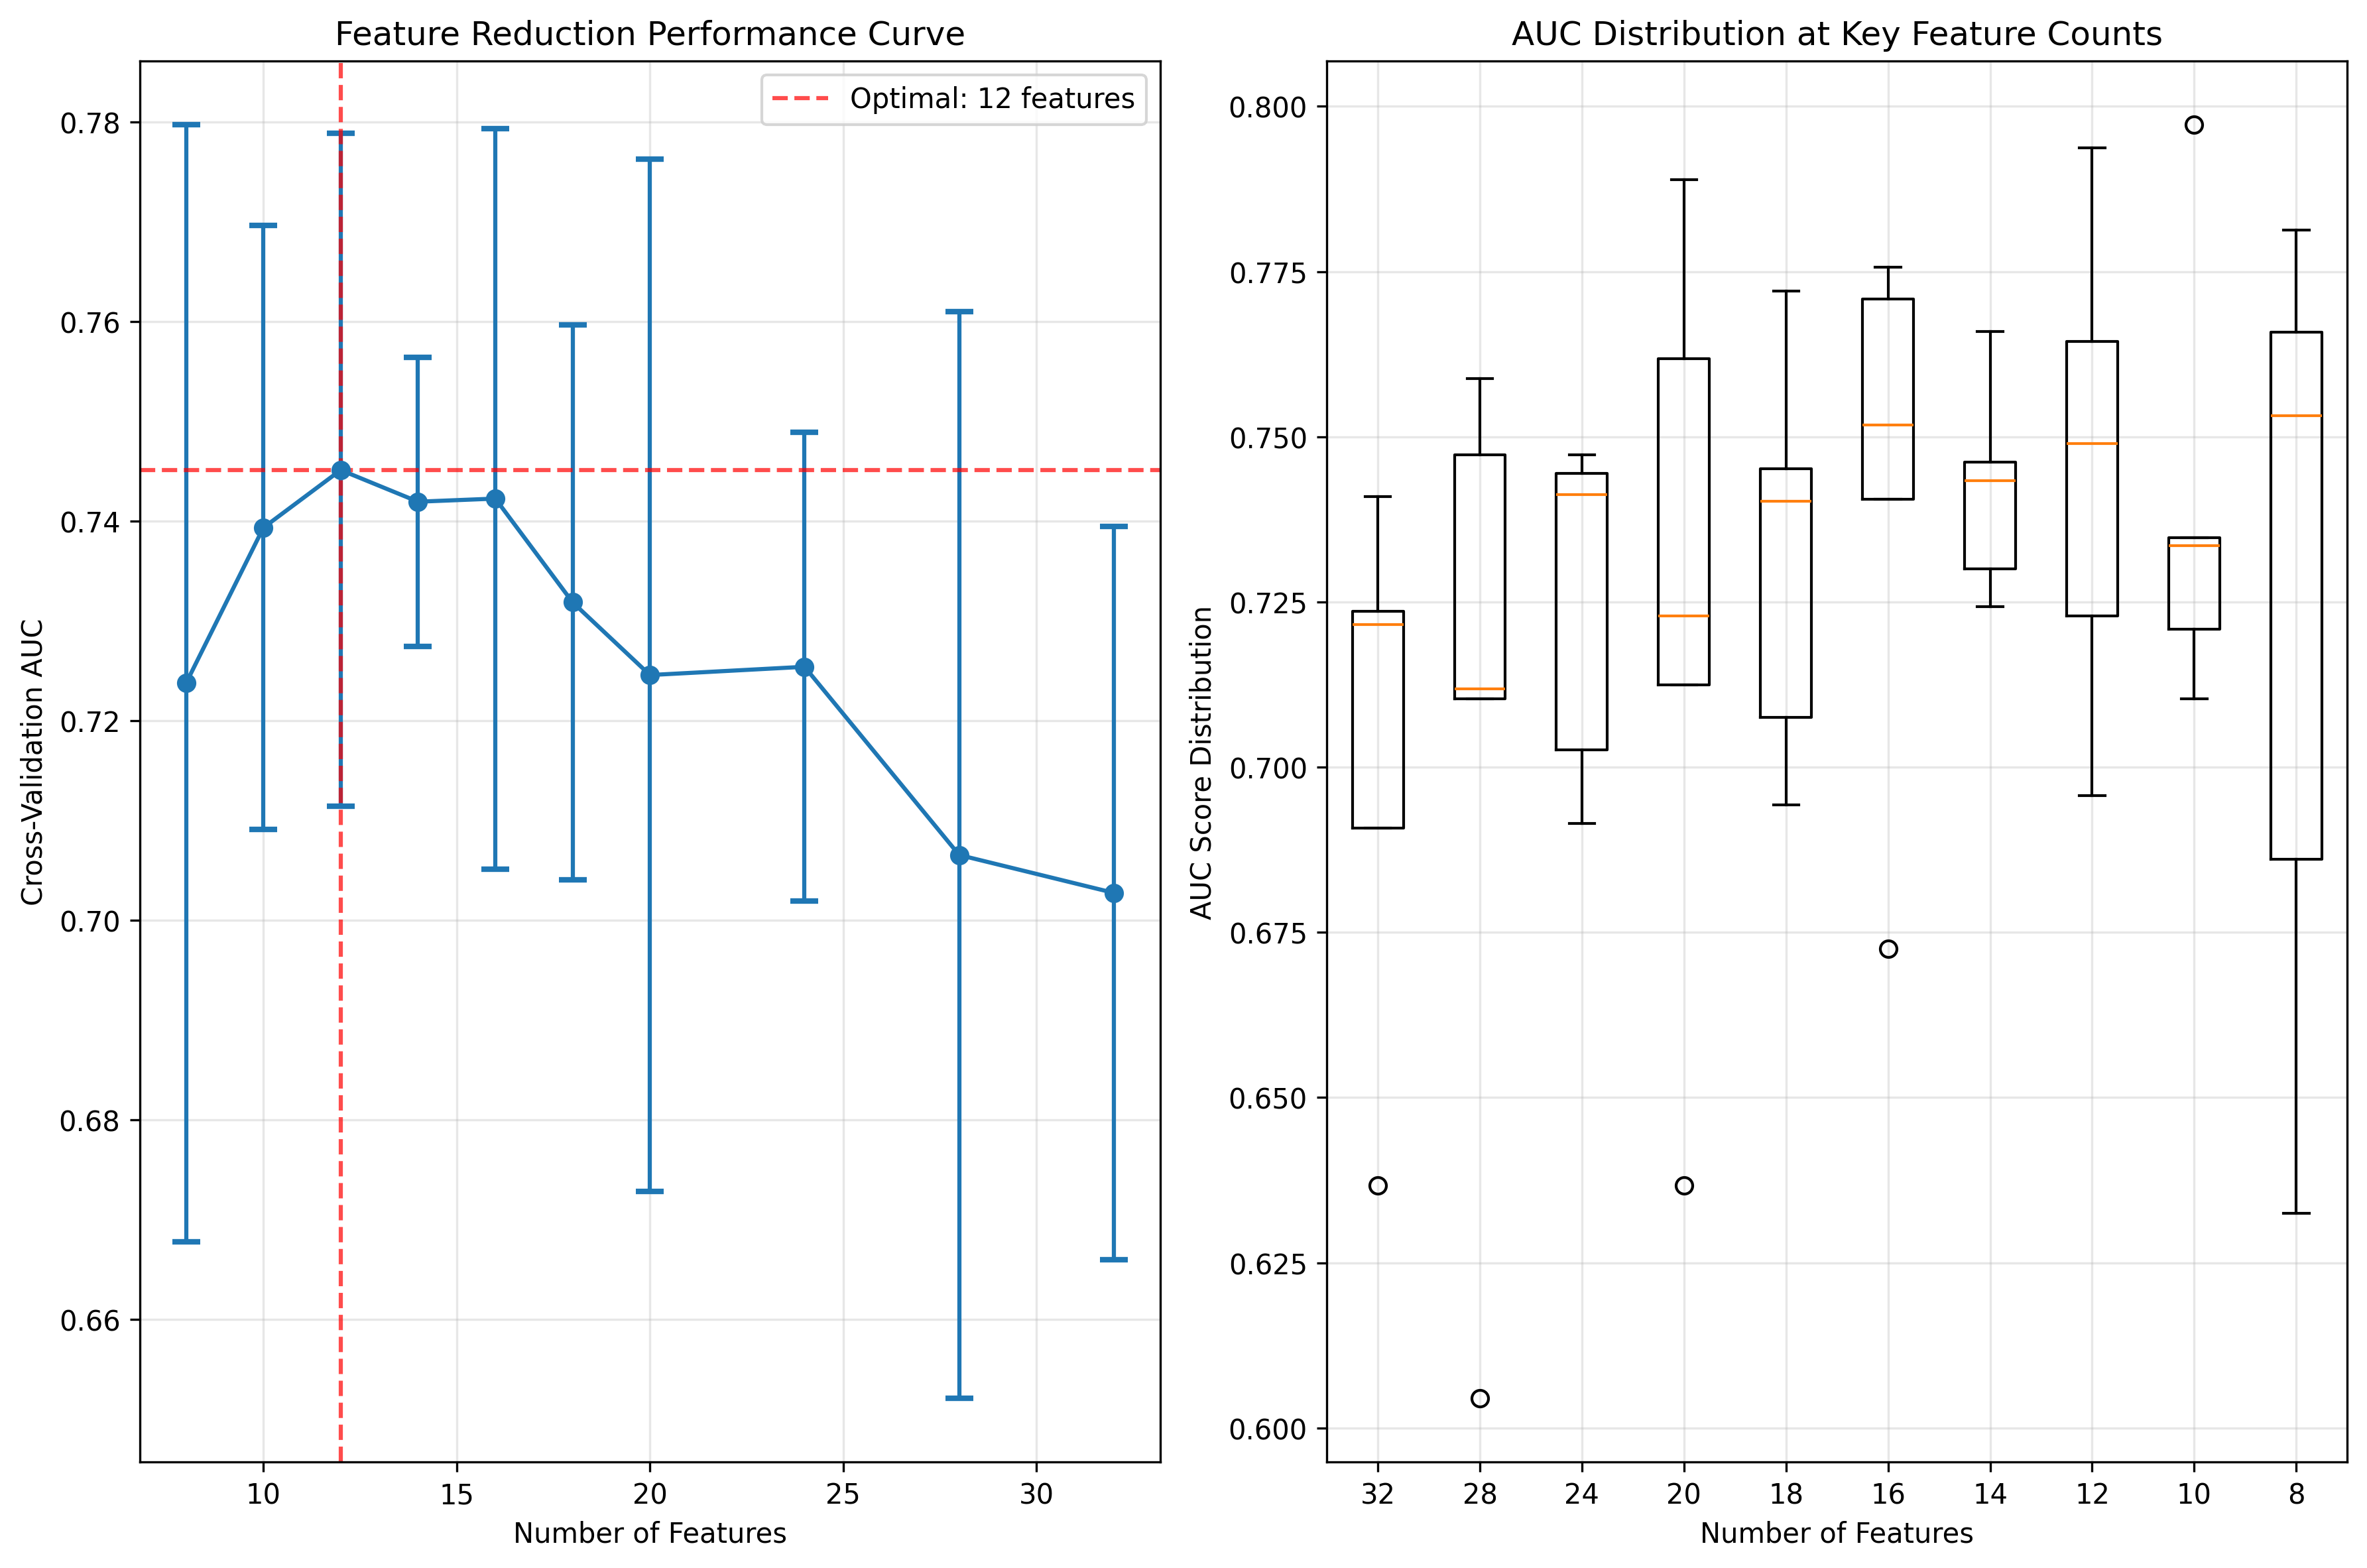 Feature Reduction Performance Curve
Optimal: 12 features
Cross-Validation AUC
0.78
0.76
0.74
0.72
0.70
0.68
0.66
10 15 20 25 30
Number of Features
AUC Distribution at Key Feature Counts
AUC Score Distribution
0.800
0.775
0.750
0.725
0.700
0.675
0.650
0.625
0.600
32 28 24 20 18 16 14 12 10 8
Number of Features